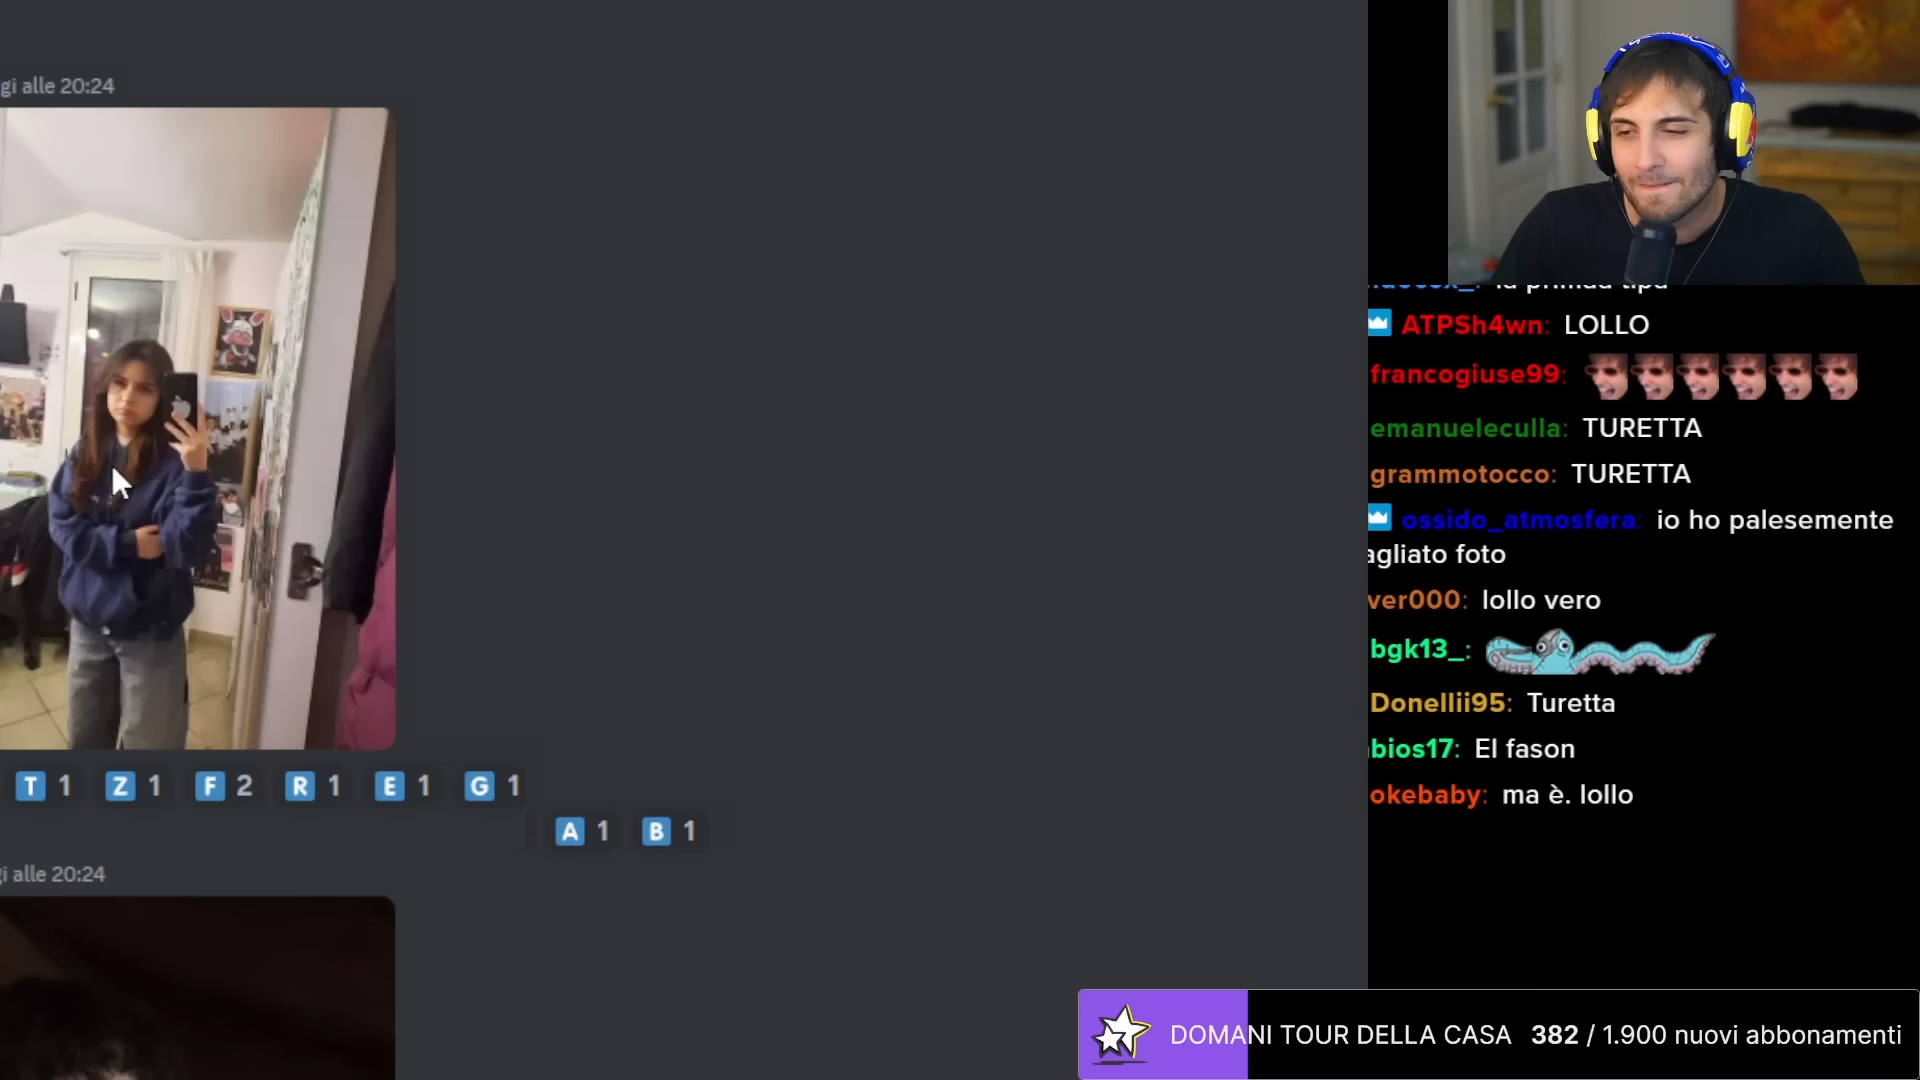 gi alle 20:24
T 1 Z 1 F 2 R 1 E 1 G 1
A 1 B 1
gi alle 20:24
ATPSh4wn: LOLLO
francogiuse99:
emanueleculla: TURETTA
grammotocco: TURETTA
ossido_atmosfera: io ho palesemente
agliato foto
ver000: lollo vero
bgk13_:
Donellii95: Turetta
bios17: El fason
okebaby: ma è. lollo
DOMANI TOUR DELLA CASA 382 / 1.900 nuovi abbonamenti